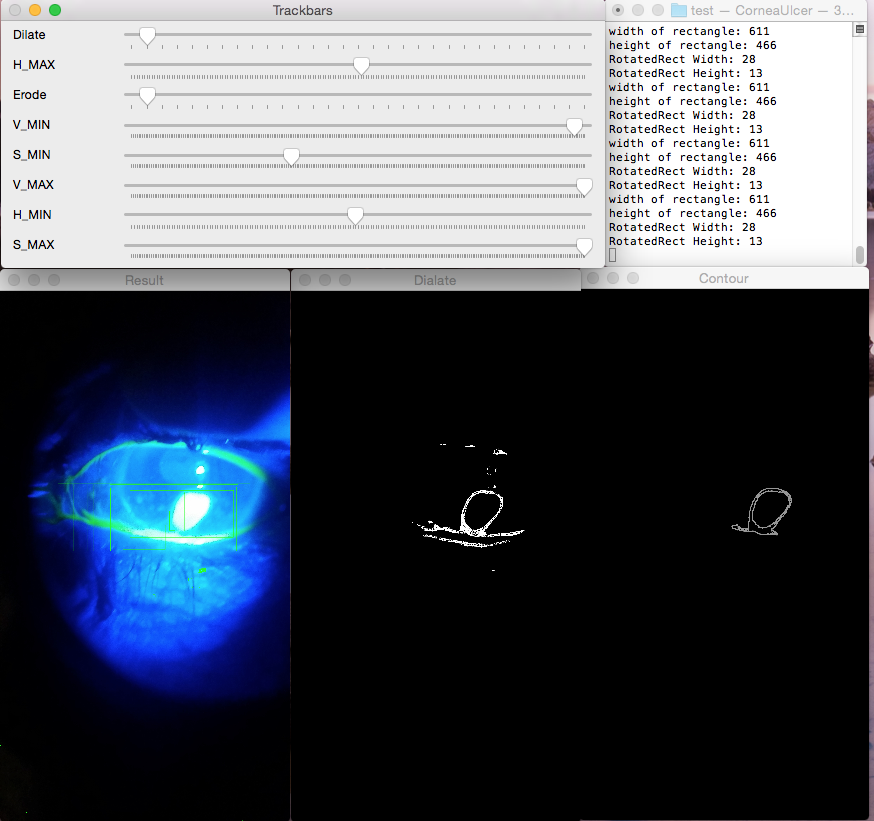 Trackbars
Dilate
H_MAX
Erode
V_MIN
S_MIN
V_MAX
H_MIN
S_MAX
test — CorneaUlcer — 3...
width of rectangle: 611
height of rectangle: 466
RotatedRect Width: 28
RotatedRect Height: 13
width of rectangle: 611
height of rectangle: 466
RotatedRect Width: 28
RotatedRect Height: 13
width of rectangle: 611
height of rectangle: 466
RotatedRect Width: 28
RotatedRect Height: 13
width of rectangle: 611
height of rectangle: 466
RotatedRect Width: 28
RotatedRect Height: 13
Result
Dialate
Contour